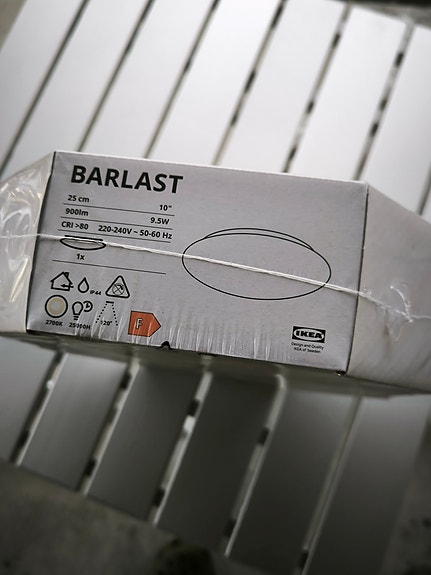 BARLAST
25 cm 10"
900lm 9.5W
CRI >80 220-240V ~ 50-60 Hz
1x
IP44
2700K 25000H 120°
F
IKEA
Design and Quality
IKEA of Sweden